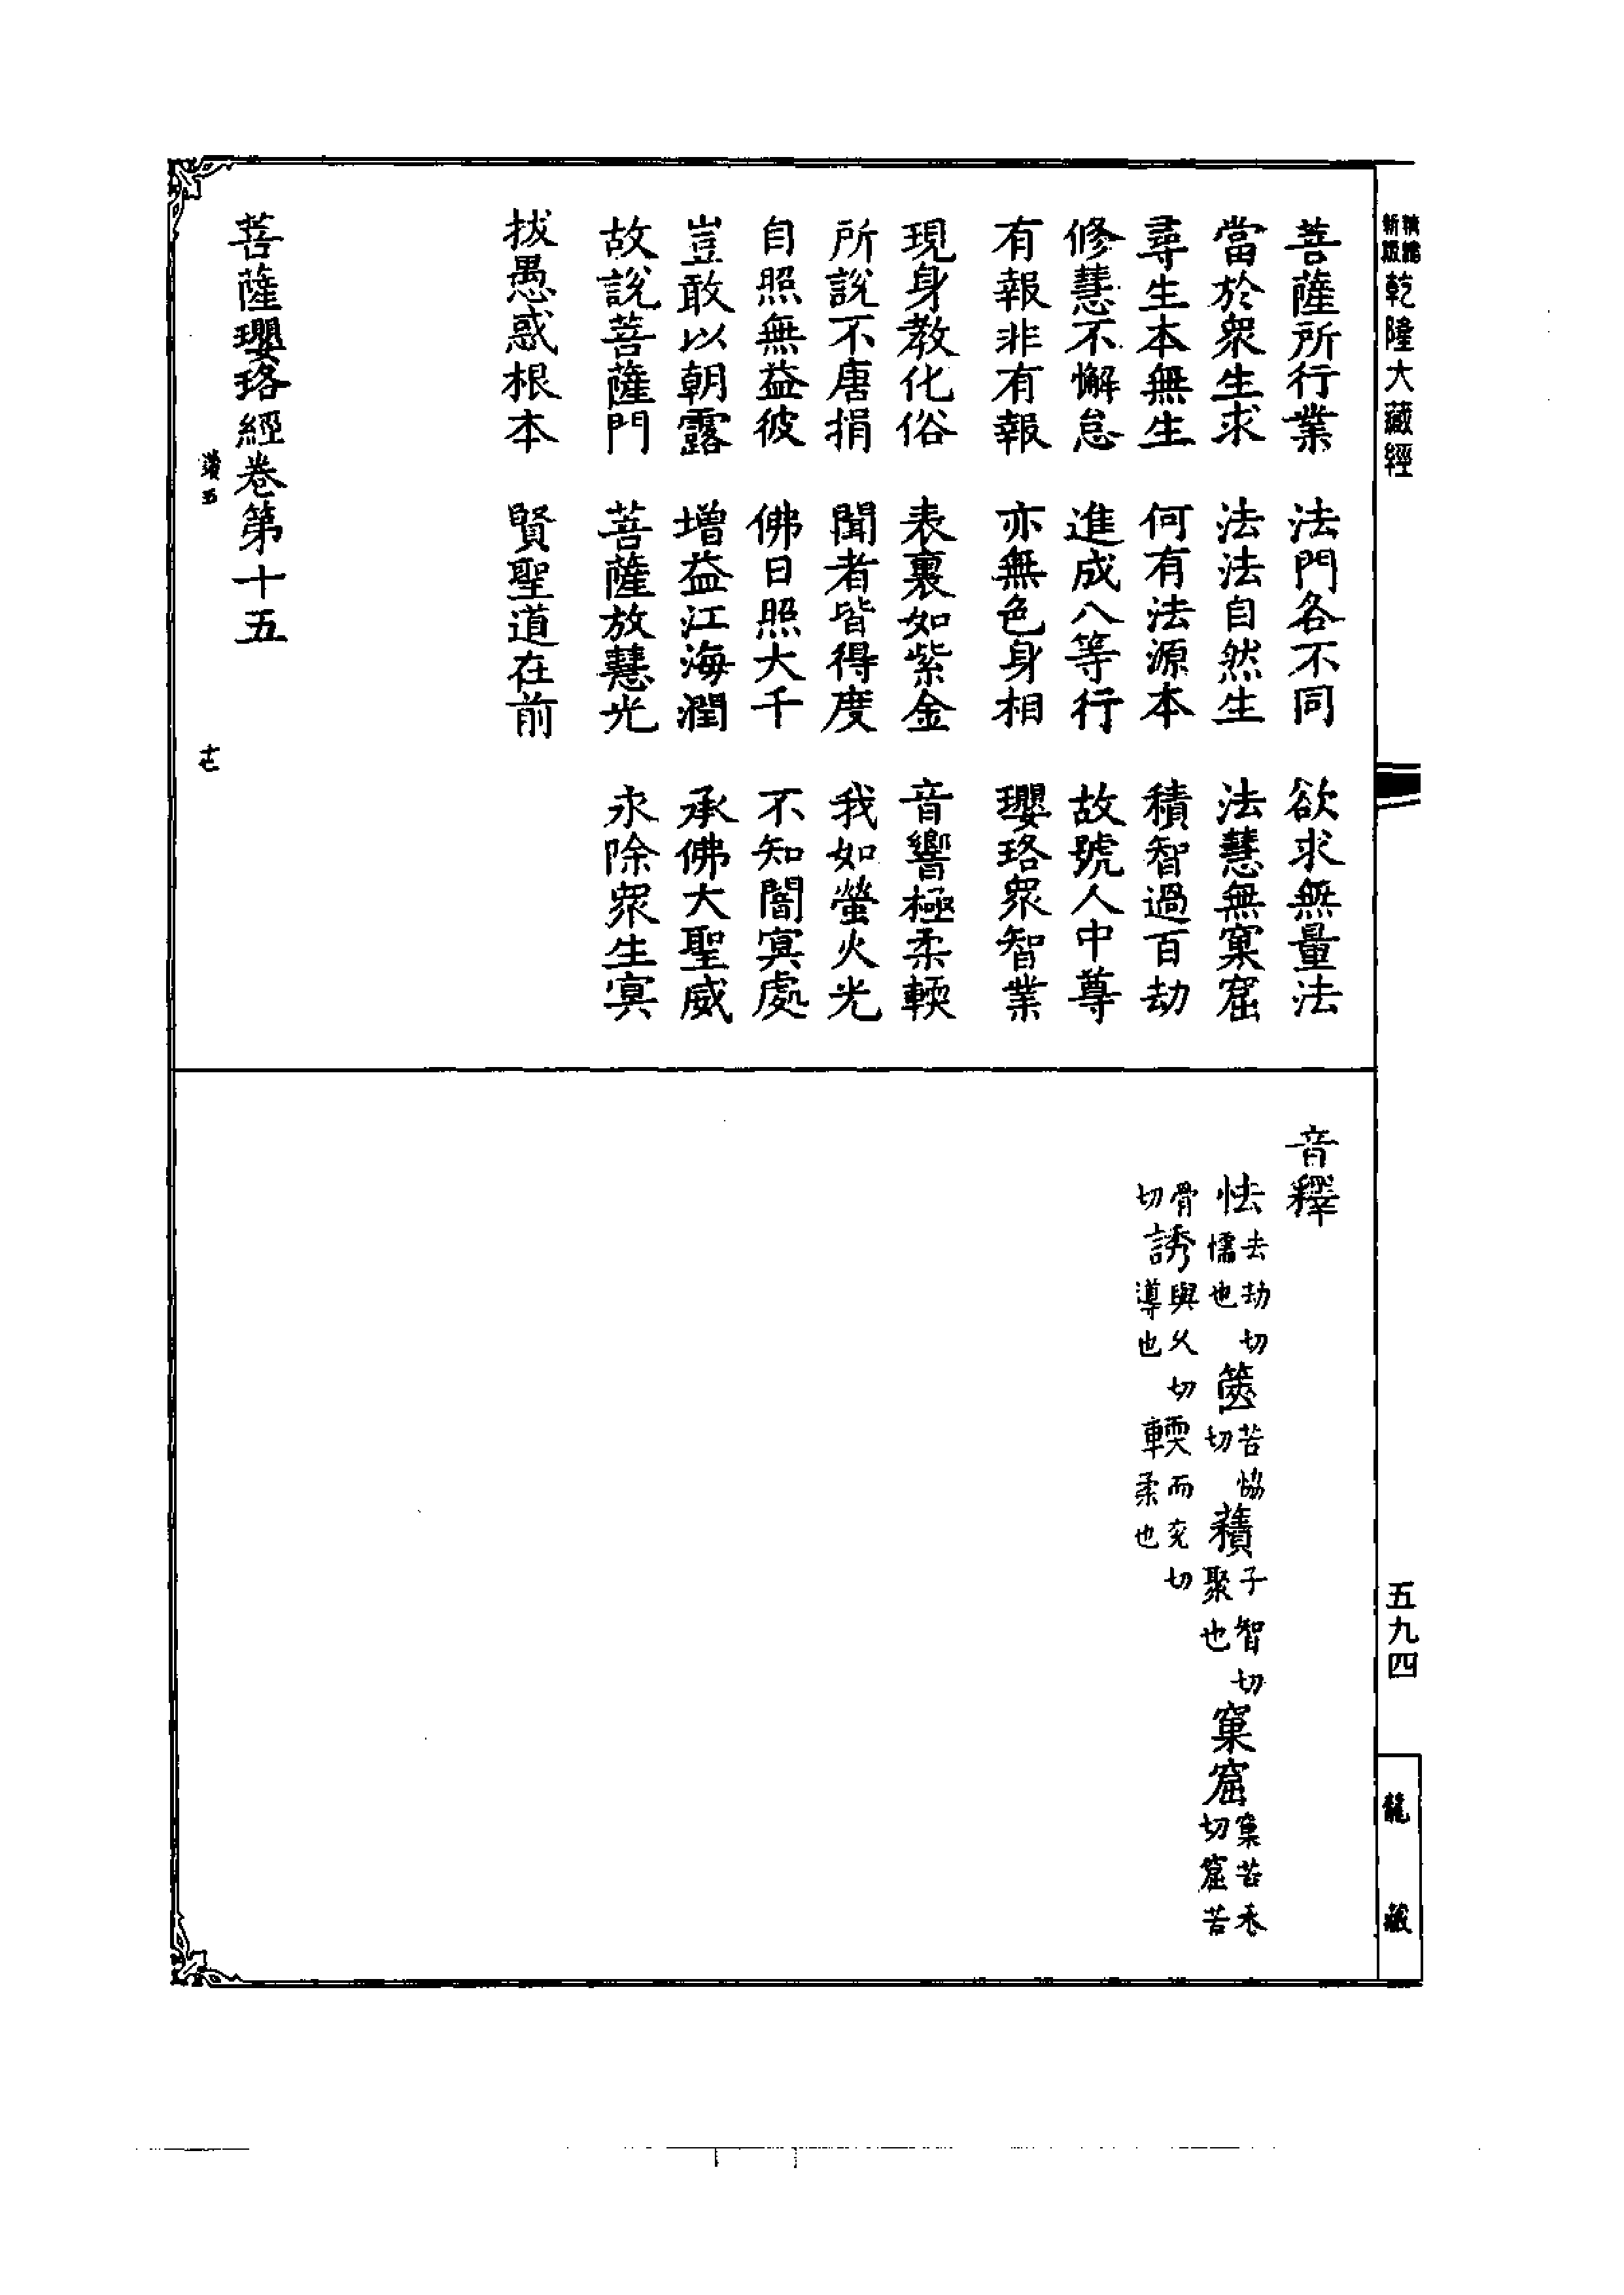 乾隆大藏經
菩薩所行業　法門各不同　欲求無量法
當於眾生求　法法自然生　法慧無窠窟
尋生本無生　何有法源本　積智過百劫
修慧不懈怠　進成八等行　故號人中尊
有報非有報　亦無色身相　瓔珞眾智業
現身教化俗　表裏如紫金　音響極柔輭
所說不唐捐　聞者皆得度　我如螢火光
自照無益彼　佛日照大千　不知闇冥處
豈敢以朝露　增益江海潤　承佛大聖威
故說菩薩門　菩薩放慧光　永除眾生冥
拔愚惑根本　賢聖道在前
菩薩瓔珞經卷第十五
音釋
怯去劫切懦也　篋苦協切　積子智切聚也　窠窟窠苦禾切窟苦
骨切　誘與久切導也　輭而兗切柔也
五九四
龍藏